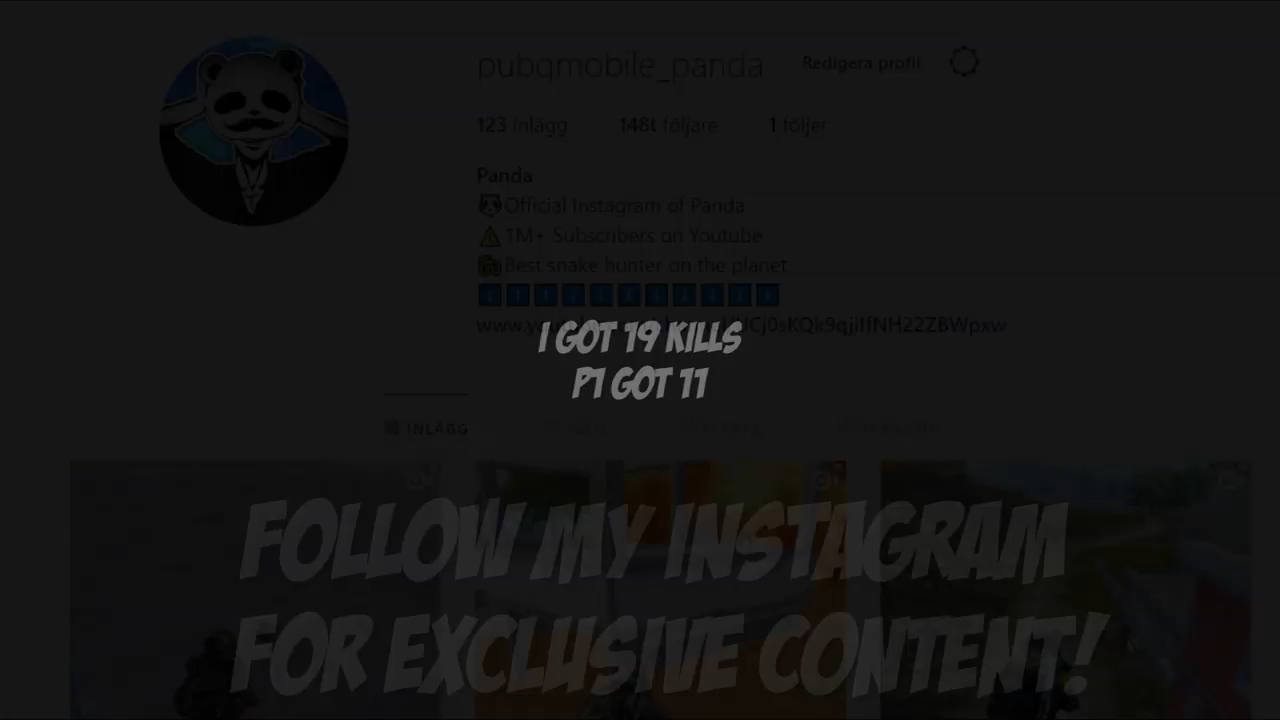 pubgmobile_panda Redigera profil
123 inlägg 148t följare 1 följer
Panda
Official Instagram of Panda
1M+ Subscribers on Youtube
Best snake hunter on the planet
I GOT 19 KILLS
P1 GOT 11
INLÄGG
FOLLOW MY INSTAGRAM
FOR EXCLUSIVE CONTENT!